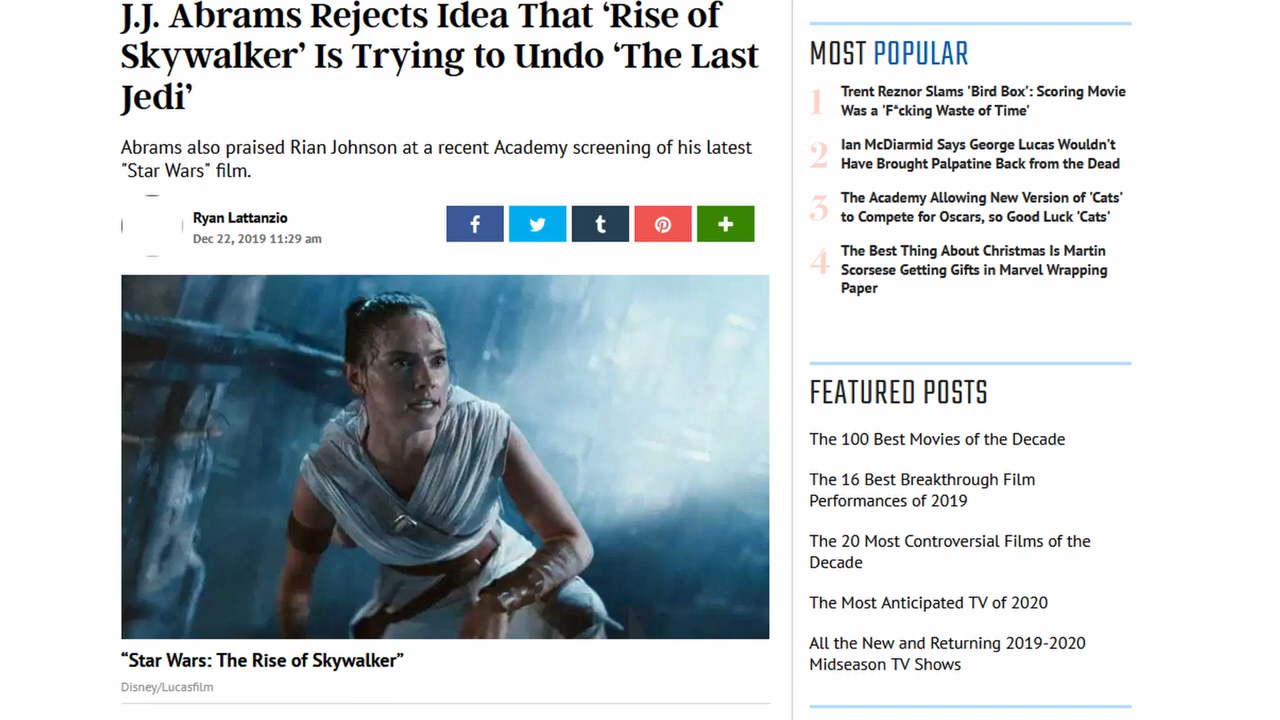 J.J. Abrams Rejects Idea That ‘Rise of
Skywalker’ Is Trying to Undo ‘The Last
Jedi’
Abrams also praised Rian Johnson at a recent Academy screening of his latest
"Star Wars" film.
Ryan Lattanzio
Dec 22, 2019 11:29 am
“Star Wars: The Rise of Skywalker”
Disney/Lucasfilm
MOST POPULAR
1 Trent Reznor Slams 'Bird Box': Scoring Movie
Was a 'F*cking Waste of Time'
2 Ian McDiarmid Says George Lucas Wouldn't
Have Brought Palpatine Back from the Dead
3 The Academy Allowing New Version of 'Cats'
to Compete for Oscars, so Good Luck 'Cats'
4 The Best Thing About Christmas Is Martin
Scorsese Getting Gifts in Marvel Wrapping
Paper
FEATURED POSTS
The 100 Best Movies of the Decade
The 16 Best Breakthrough Film
Performances of 2019
The 20 Most Controversial Films of the
Decade
The Most Anticipated TV of 2020
All the New and Returning 2019-2020
Midseason TV Shows